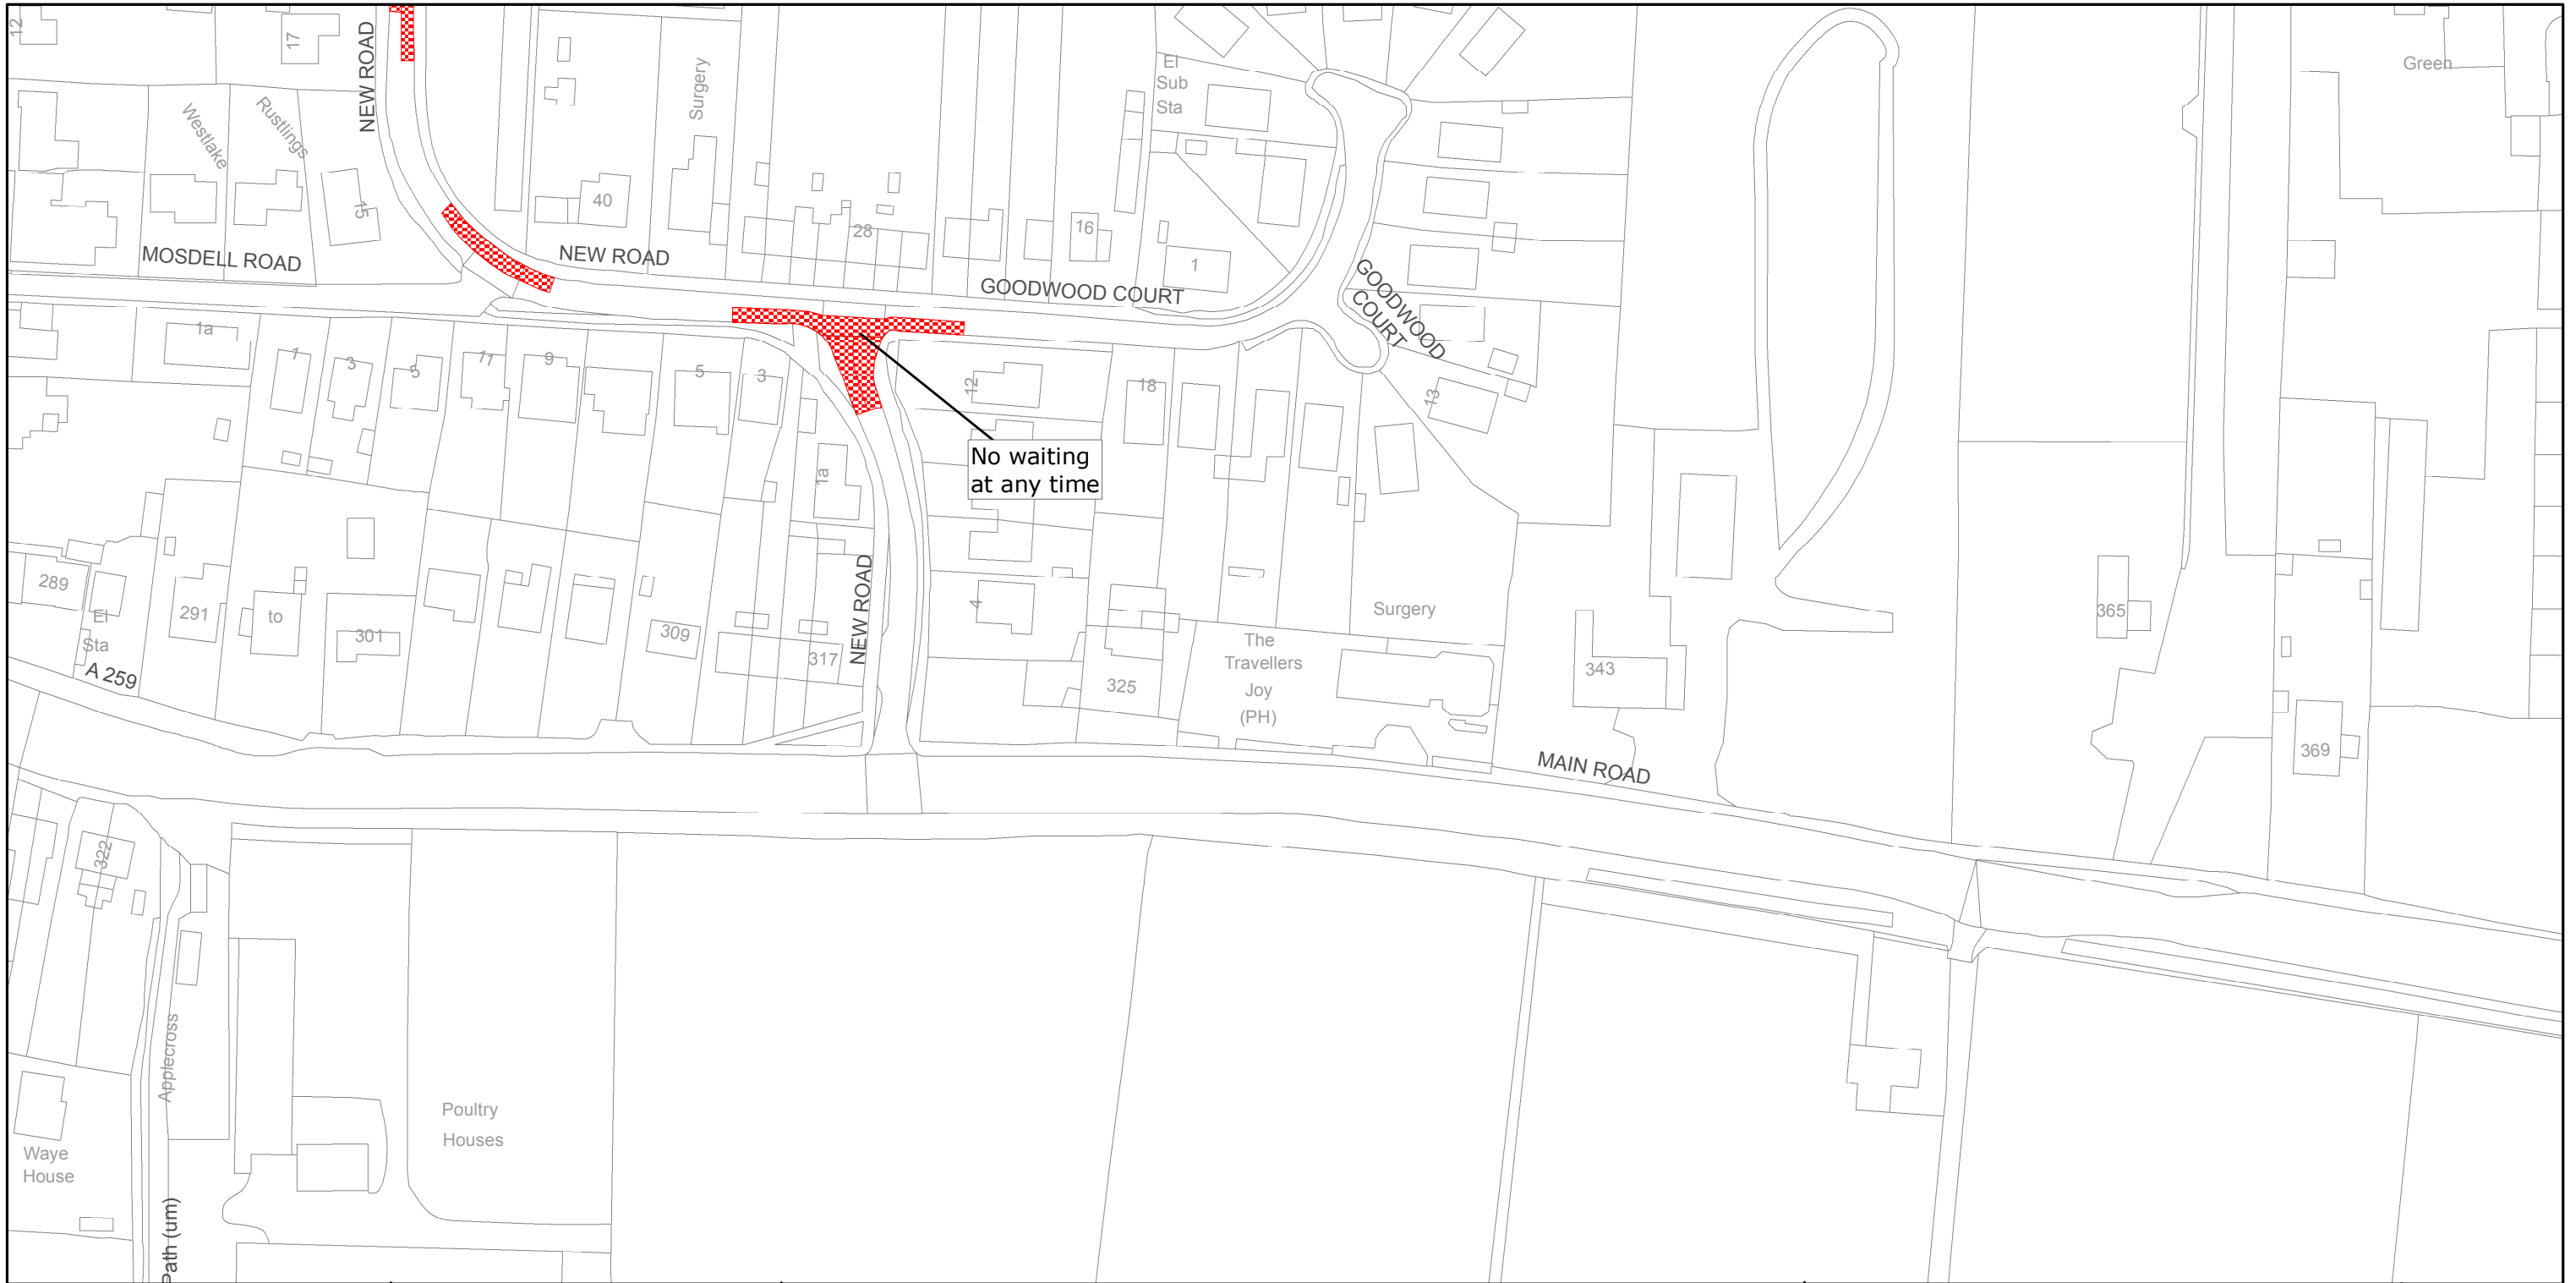 12
17
NEW ROAD
Surgery
El
Sub
Sta
Green
Westlake
Rustlings
15
40
28
16
1
MOSDELL ROAD
NEW ROAD
GOODWOOD COURT
GOODWOOD
COURT
1a
1
3
5
11
9
5
3
12
18
13
No waiting
at any time
1a
NEW ROAD
289
El
Sta
291
to
301
309
317
4
325
The
Travellers
Joy
(PH)
Surgery
343
365
369
A 259
MAIN ROAD
322
Applecross
Poultry
Houses
Waye
House
Path (um)